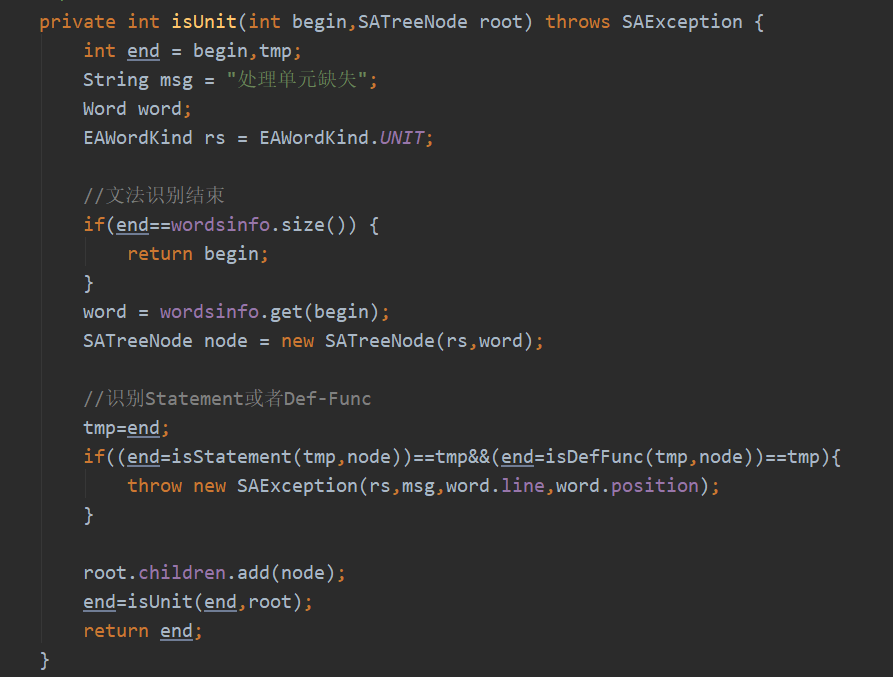 private int isUnit(int begin,SATreeNode root) throws SAException {
int end = begin,tmp;
String msg = "处理单元缺失";
Word word;
EAWordKind rs = EAWordKind.UNIT;
//文法识别结束
if(end==wordsinfo.size()) {
return begin;
}
word = wordsinfo.get(begin);
SATreeNode node = new SATreeNode(rs,word);
//识别Statement或者Def-Func
tmp=end;
if((end=isStatement(tmp,node))==tmp&&(end=isDefFunc(tmp,node))==tmp){
throw new SAException(rs,msg,word.line,word.position);
}
root.children.add(node);
end=isUnit(end,root);
return end;
}